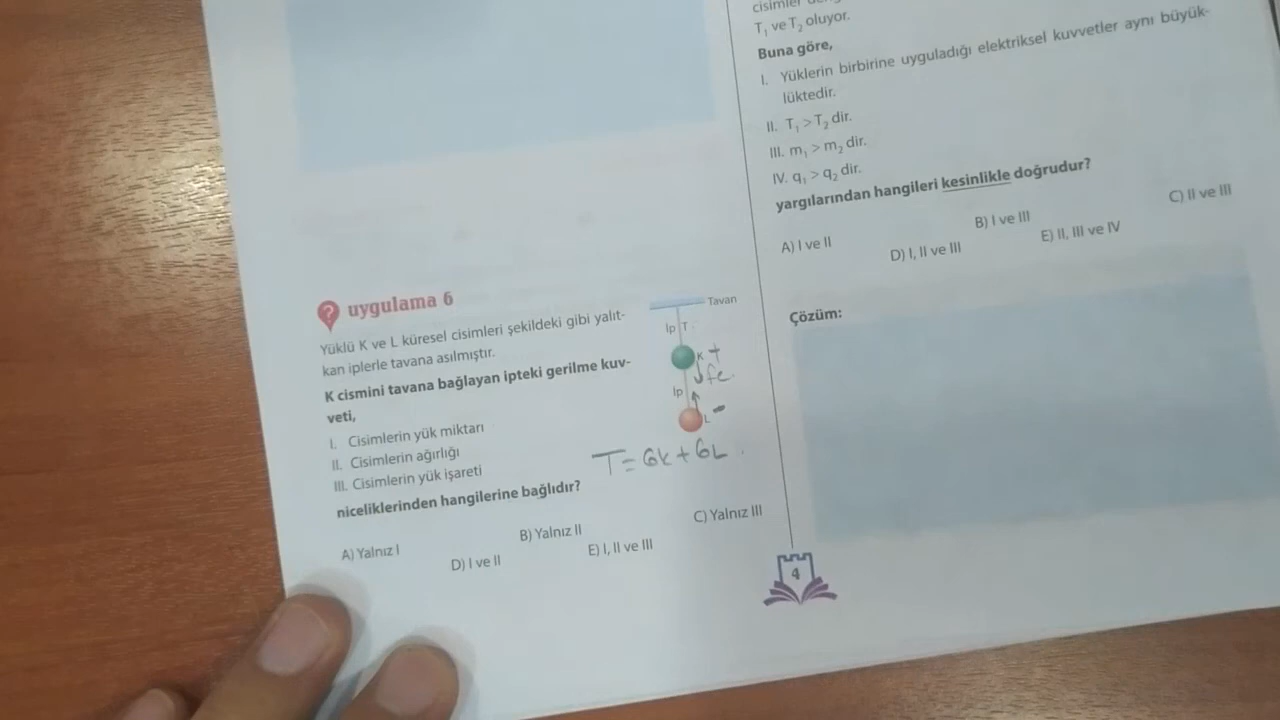 uygulama 6
Yüklü K ve L küresel cisimleri şekildeki gibi yalıt-
kan iplerle tavana asılmıştır.
K cismini tavana bağlayan ipteki gerilme kuv-
veti,
I. Cisimlerin yük miktarı
II. Cisimlerin ağırlığı
III. Cisimlerin yük işareti
niceliklerinden hangilerine bağlıdır?
A) Yalnız I
B) Yalnız II
C) Yalnız III
D) I ve II
E) I, II ve III
Tavan
İp T
K +
fe
İp
L -
T = GK + GL
cisimler
T₁ ve T₂ oluyor.
Buna göre,
I. Yüklerin birbirine uyguladığı elektriksel kuvvetler aynı büyük-
lüktedir.
II. T₁ > T₂ dir.
III. m₁ > m₂ dir.
IV. q₁ > q₂ dir.
yargılarından hangileri kesinlikle doğrudur?
A) I ve II
B) I ve III
C) II ve III
D) I, II ve III
E) II, III ve IV
Çözüm:
4